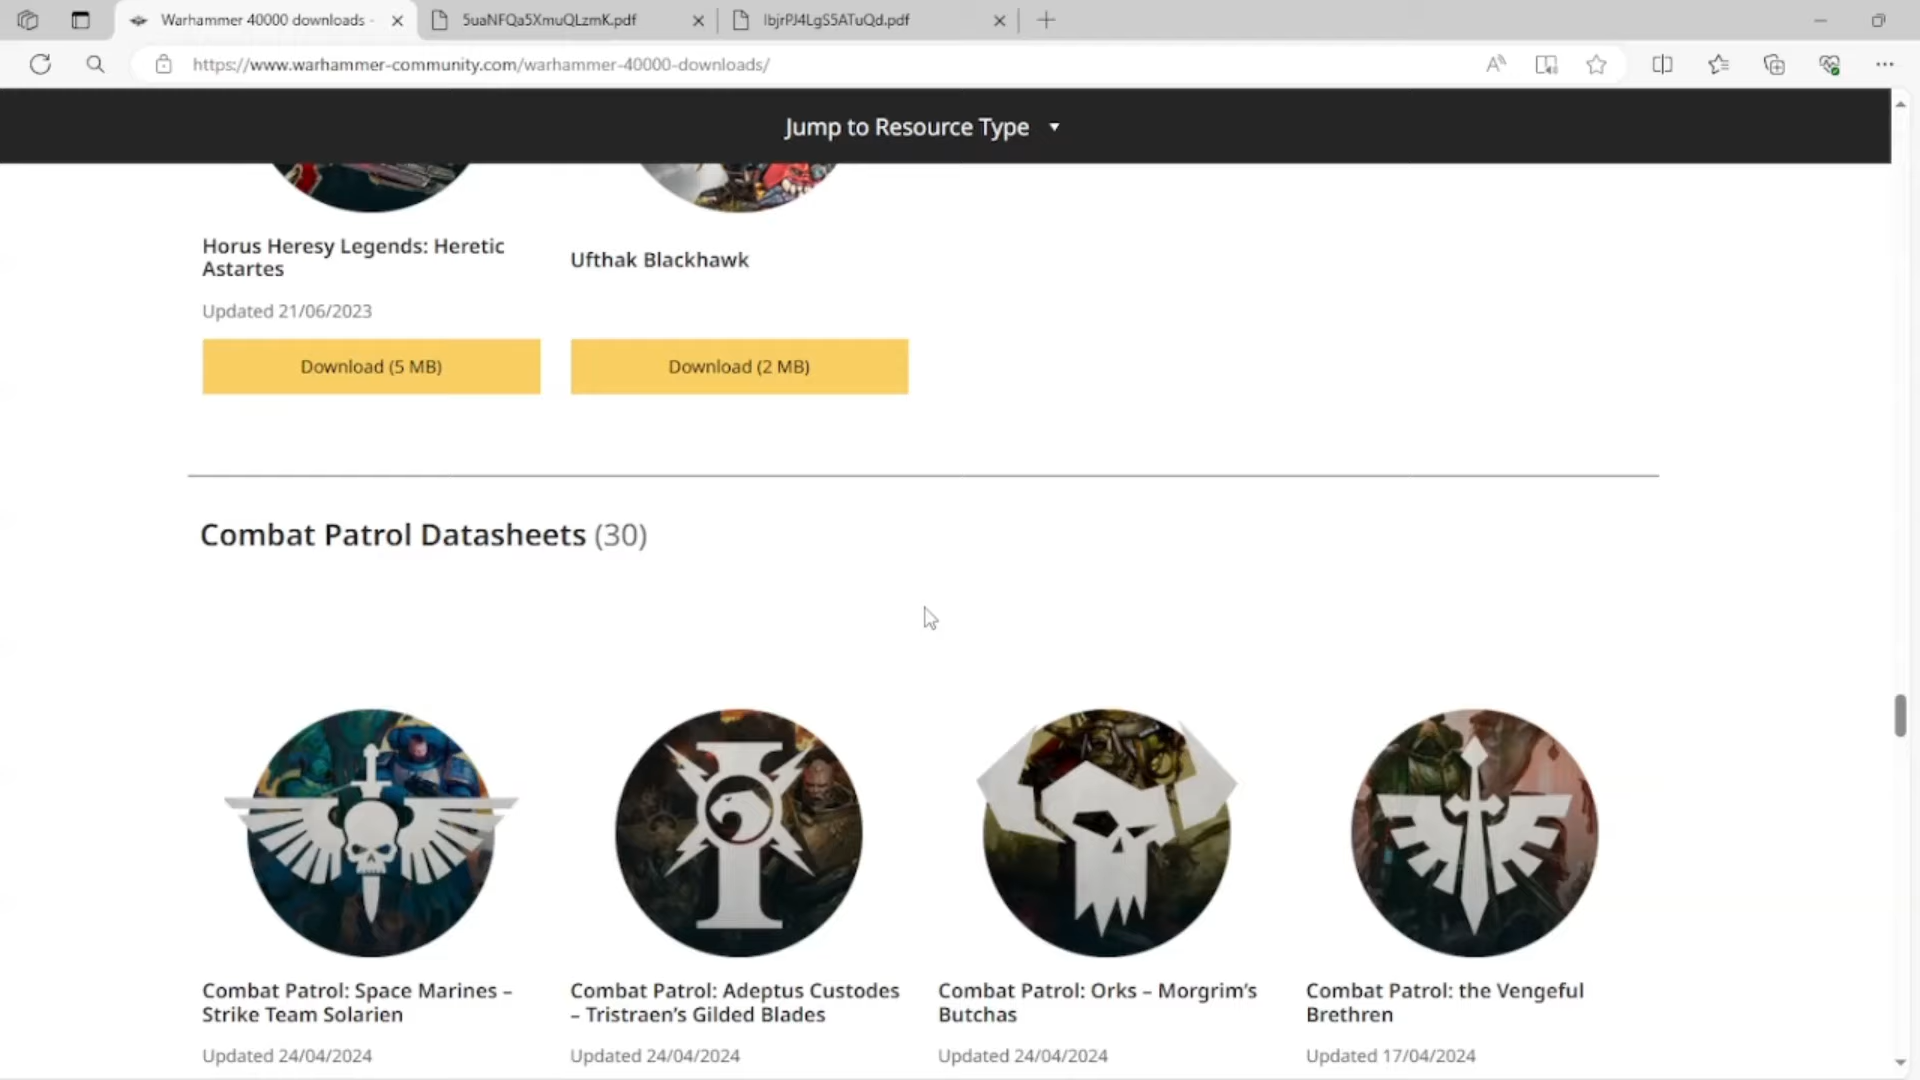 Warhammer 40000 downloads -
5uaNFQa5XmuQLzmK.pdf
lbjrPJ4LgS5ATuQd.pdf
https://www.warhammer-community.com/warhammer-40000-downloads/
Jump to Resource Type
Horus Heresy Legends: Heretic
Astartes
Updated 21/06/2023
Download (5 MB)
Ufthak Blackhawk
Download (2 MB)
Combat Patrol Datasheets (30)
Combat Patrol: Space Marines –
Strike Team Solarien
Updated 24/04/2024
Combat Patrol: Adeptus Custodes
– Tristraen’s Gilded Blades
Updated 24/04/2024
Combat Patrol: Orks – Morgrim’s
Butchas
Updated 24/04/2024
Combat Patrol: the Vengeful
Brethren
Updated 17/04/2024